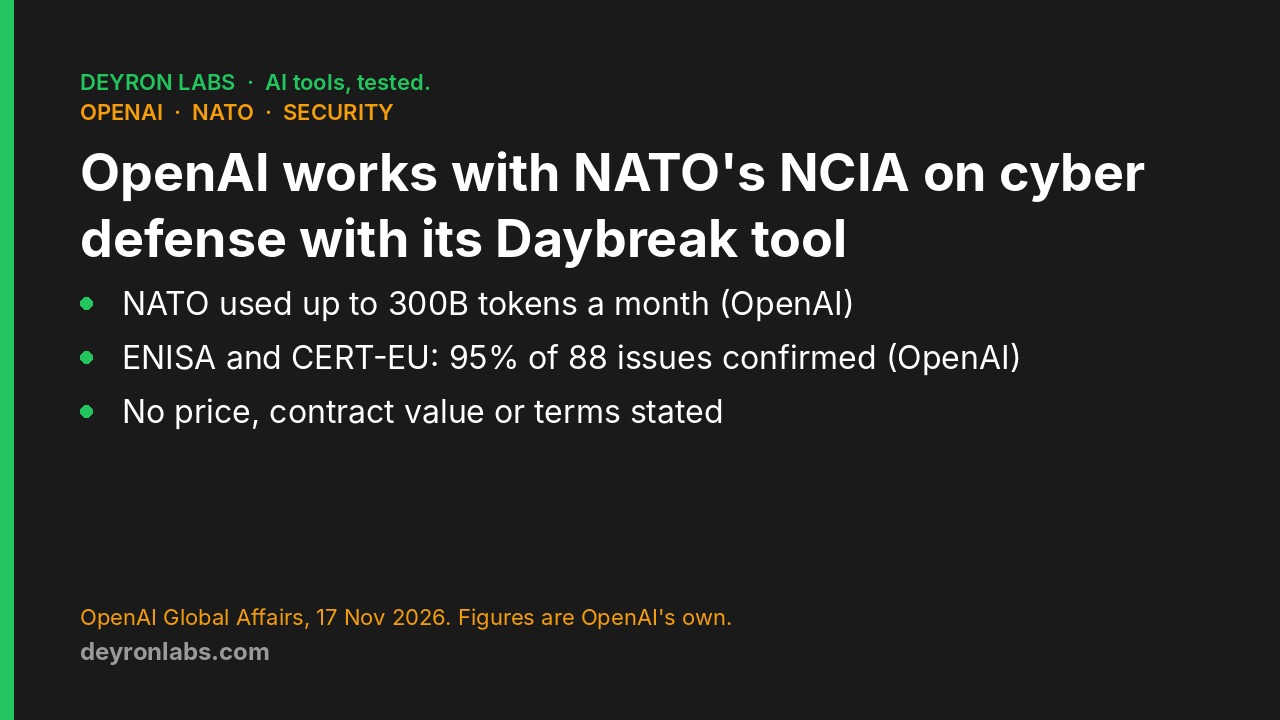 DEYRON LABS · AI tools, tested.
OPENAI · NATO · SECURITY
OpenAI works with NATO's NCIA on cyber
defense with its Daybreak tool
• NATO used up to 300B tokens a month (OpenAI)
• ENISA and CERT-EU: 95% of 88 issues confirmed (OpenAI)
• No price, contract value or terms stated
OpenAI Global Affairs, 17 Nov 2026. Figures are OpenAI's own.
deyronlabs.com